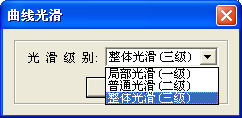 曲线光滑
光 滑 级 别: 整体光滑(三级)
局部光滑(一级)
普通光滑(二级)
整体光滑(三级)